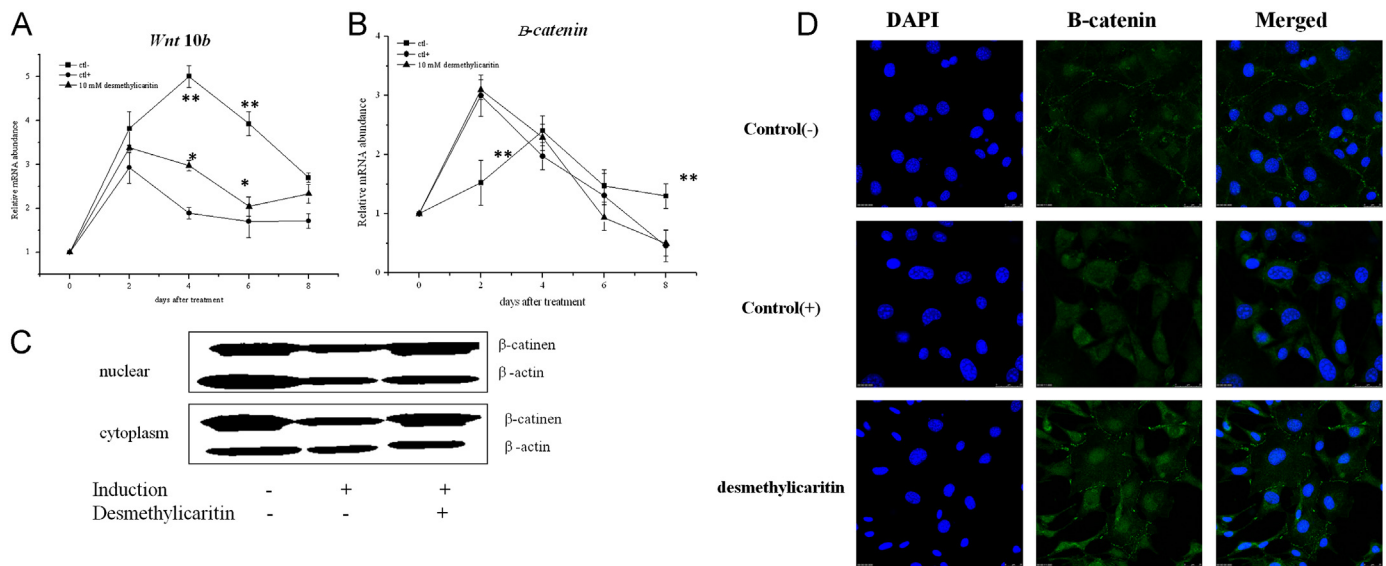 A
Wnt 10b
ctl-
ctl+
10 mM desmethylicaritin
**
**
*
*
Relative mRNA abundance
5
4
3
2
1
0 2 4 6 8
days after treatment
B
B-catenin
ctl-
ctl+
10 mM desmethylicaritin
**
**
Relative mRNA abundance
4
3
2
1
0
0 2 4 6 8
days after treatment
C
nuclear
β-catinen
β-actin
cytoplasm
β-catinen
β-actin
Induction - + +
Desmethylicaritin - - +
D
DAPI B-catenin Merged
Control(-)
Control(+)
desmethylicaritin